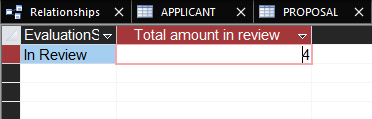 Relationships APPLICANT PROPOSAL
EvaluationS Total amount in review
In Review 4